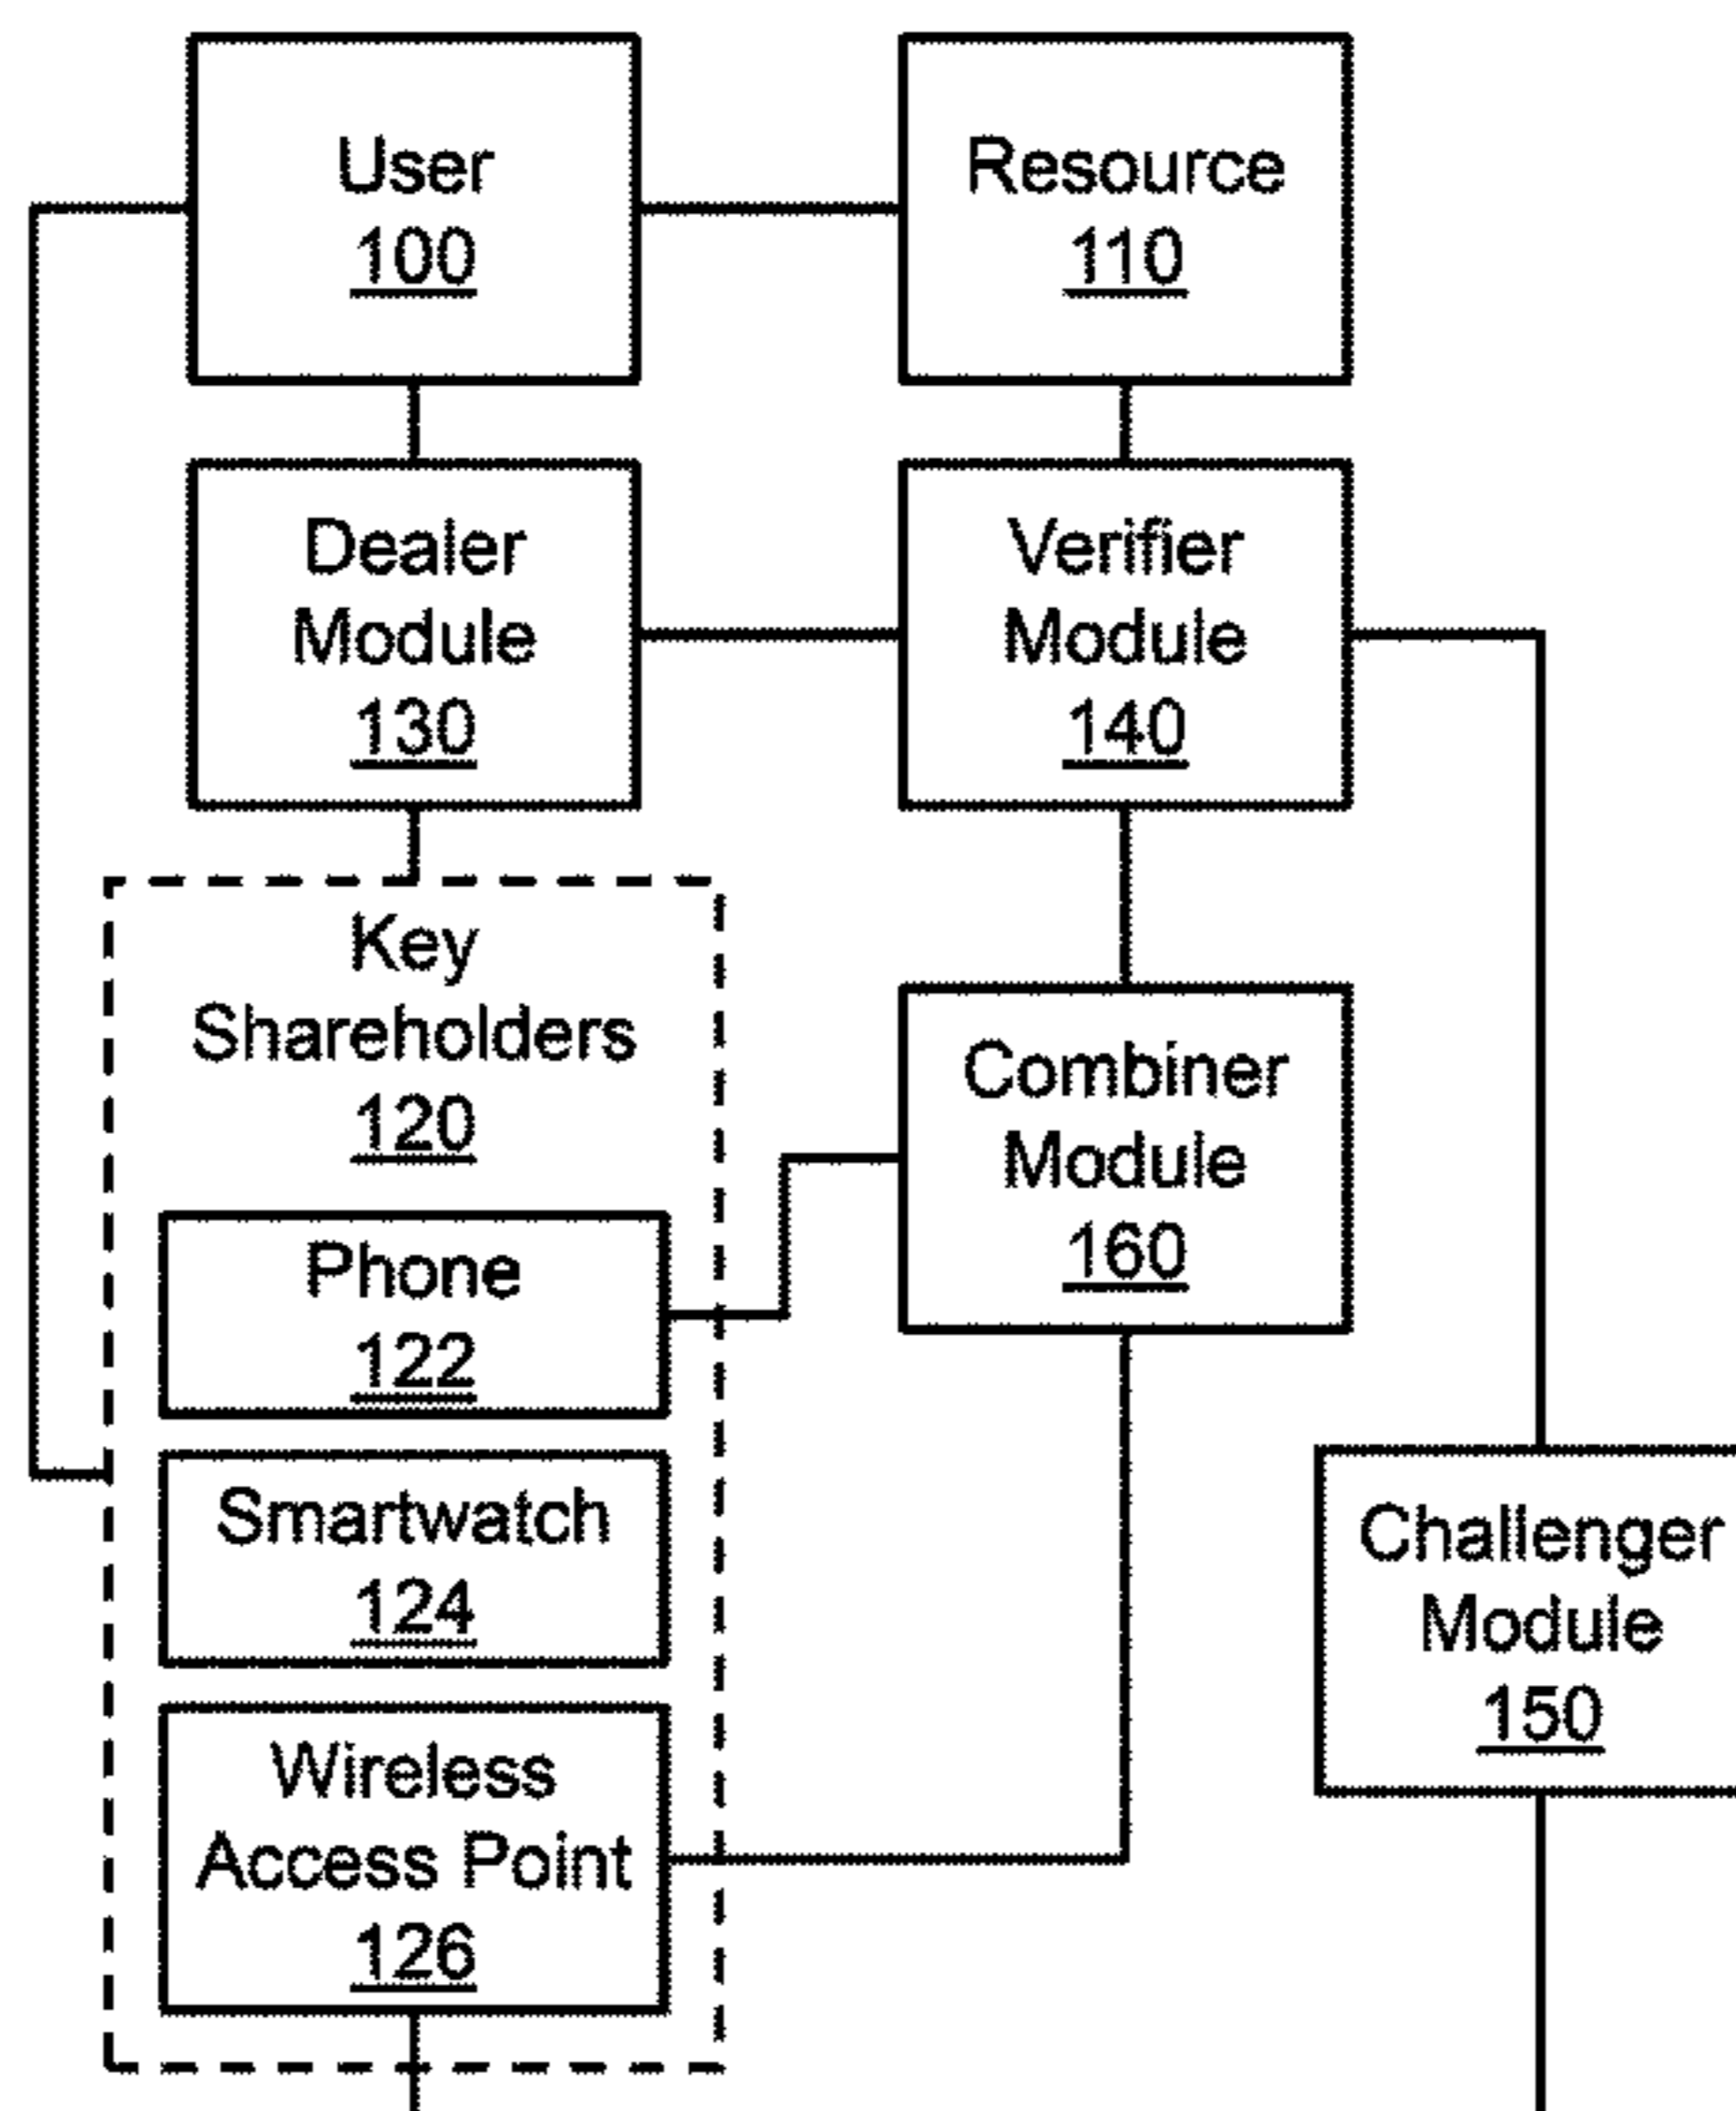 User
100
Resource
110
Dealer
Module
130
Verifier
Module
140
Key
Shareholders
120
Combiner
Module
160
Phone
122
Smartwatch
124
Challenger
Module
150
Wireless
Access Point
126